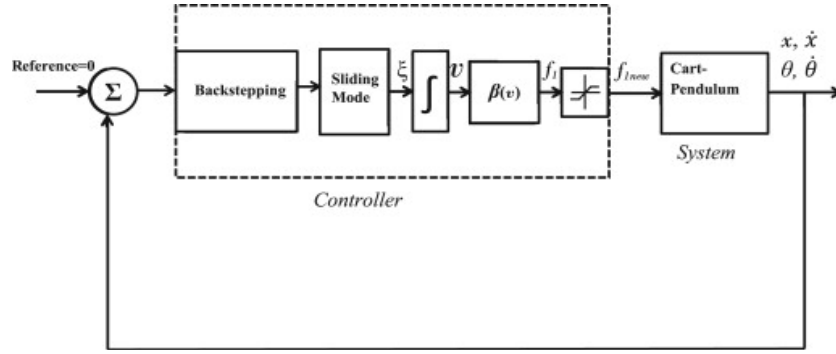 Reference=0
Σ
Backstepping
Sliding
Mode
ξ
∫
v
β(v)
f₁
f₁new
Cart-
Pendulum
x, ẋ
θ, θ̇
System
Controller